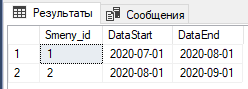 Результаты Сообщения
Smeny_id DataStart DataEnd
1 1 2020-07-01 2020-08-01
2 2 2020-08-01 2020-09-01